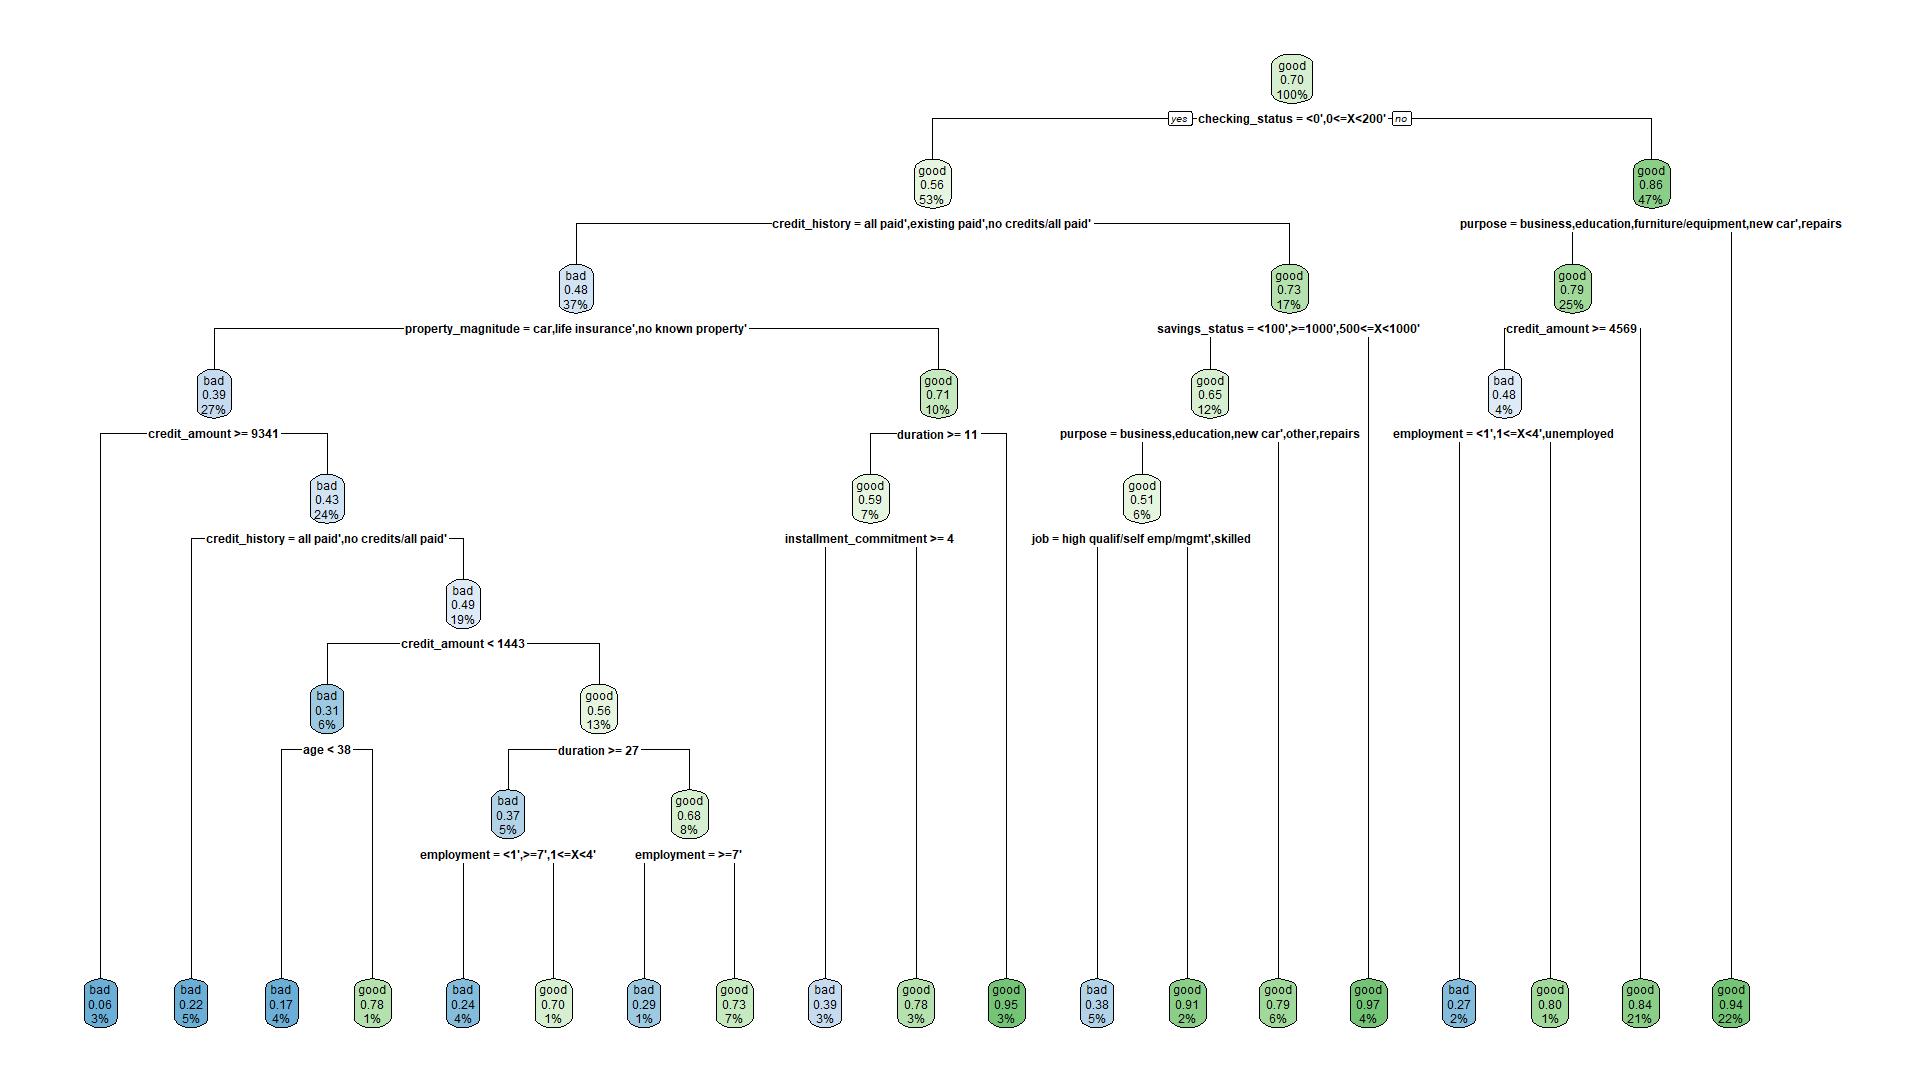 good
0.70
100%
yes checking_status = <0',0<=X<200' no
good
0.56
53%
good
0.86
47%
credit_history = all paid',existing paid',no credits/all paid'
purpose = business,education,furniture/equipment,new car',repairs
bad
0.48
37%
good
0.73
17%
good
0.79
25%
property_magnitude = car,life insurance',no known property'
savings_status = <100',>=1000',500<=X<1000'
credit_amount >= 4569
bad
0.39
27%
good
0.71
10%
good
0.65
12%
bad
0.48
4%
credit_amount >= 9341
duration >= 11
purpose = business,education,new car',other,repairs
employment = <1',1<=X<4',unemployed
bad
0.43
24%
good
0.59
7%
good
0.51
6%
credit_history = all paid',no credits/all paid'
installment_commitment >= 4
job = high qualif/self emp/mgmt',skilled
bad
0.49
19%
credit_amount < 1443
bad
0.31
6%
good
0.56
13%
age < 38
duration >= 27
bad
0.37
5%
good
0.68
8%
employment = <1',>=7',1<=X<4'
employment = >=7'
bad
0.06
3%
bad
0.22
5%
bad
0.17
4%
good
0.78
1%
bad
0.24
4%
good
0.70
1%
bad
0.29
1%
good
0.73
7%
bad
0.39
3%
good
0.78
3%
good
0.95
3%
bad
0.38
5%
good
0.91
2%
good
0.79
6%
good
0.97
4%
bad
0.27
2%
good
0.80
1%
good
0.84
21%
good
0.94
22%